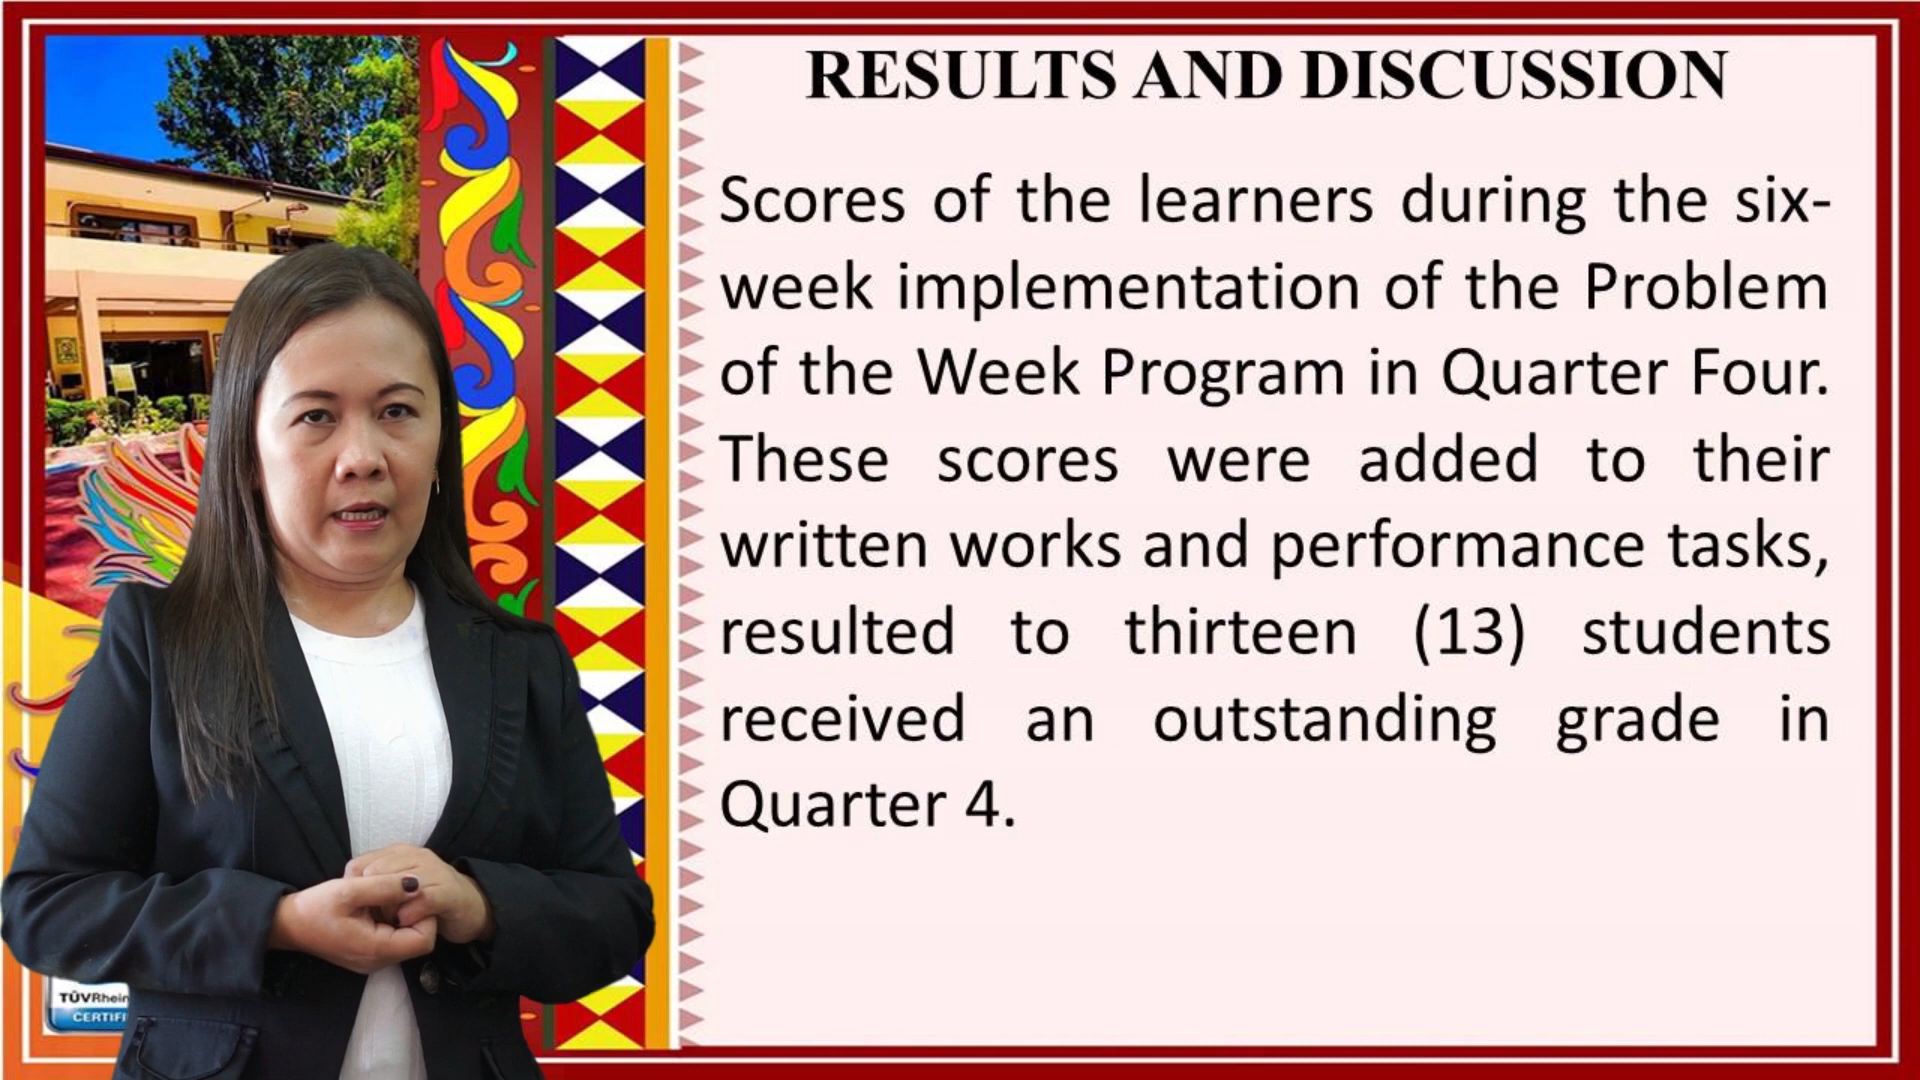 RESULTS AND DISCUSSION
Scores of the learners during the six-
week implementation of the Problem
of the Week Program in Quarter Four.
These scores were added to their
written works and performance tasks,
resulted to thirteen (13) students
received an outstanding grade in
Quarter 4.
TÜVRhein
CERTIFI